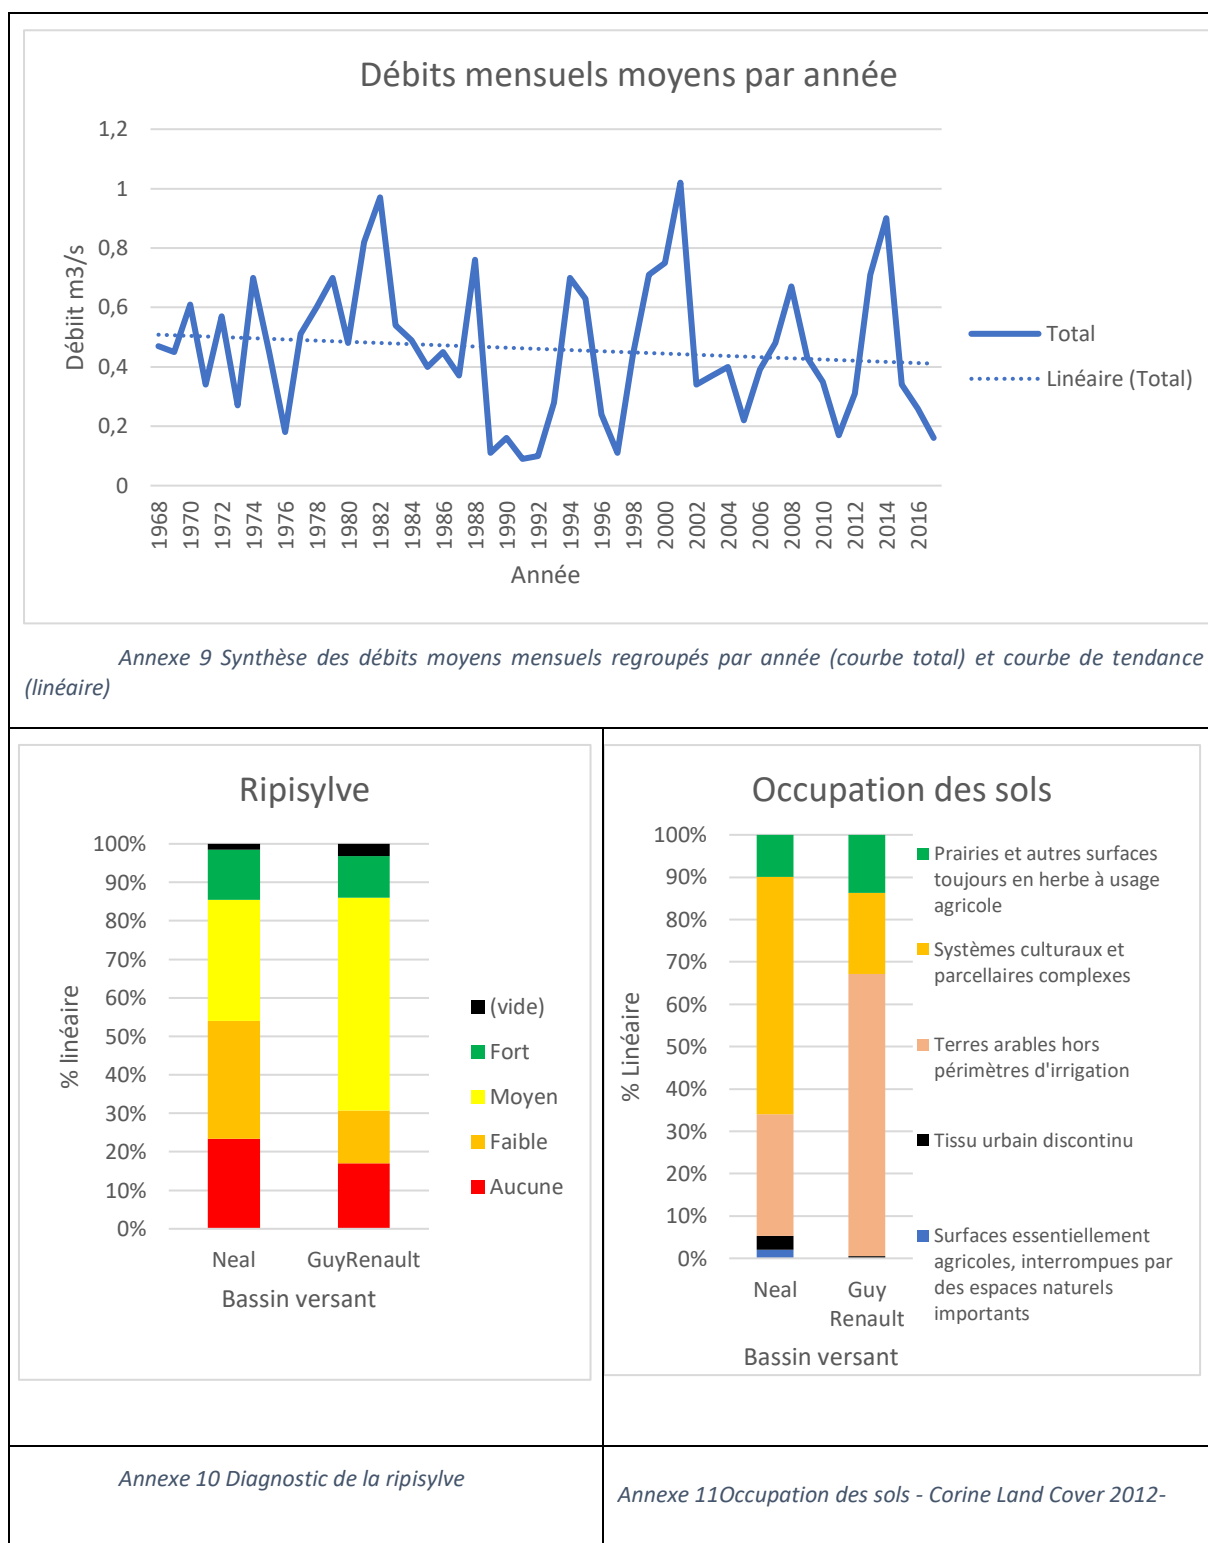 Débits mensuels moyens par année
1,2
1
0,8
0,6
0,4
0,2
0
Débiit m3/s
1968
1970
1972
1974
1976
1978
1980
1982
1984
1986
1988
1990
1992
1994
1996
1998
2000
2002
2004
2006
2008
2010
2012
2014
2016
Année
Total
Linéaire (Total)
Annexe 9 Synthèse des débits moyens mensuels regroupés par année (courbe total) et courbe de tendance
(linéaire)
Ripisylve
100%
90%
80%
70%
60%
50%
40%
30%
20%
10%
0%
% linéaire
Neal
GuyRenault
Bassin versant
(vide)
Fort
Moyen
Faible
Aucune
Occupation des sols
100%
90%
80%
70%
60%
50%
40%
30%
20%
10%
0%
% Linéaire
Neal
Guy
Renault
Bassin versant
Prairies et autres surfaces
toujours en herbe à usage
agricole
Systèmes culturaux et
parcellaires complexes
Terres arables hors
périmètres d'irrigation
Tissu urbain discontinu
Surfaces essentiellement
agricoles, interrompues par
des espaces naturels
importants
Annexe 10 Diagnostic de la ripisylve
Annexe 11Occupation des sols - Corine Land Cover 2012-